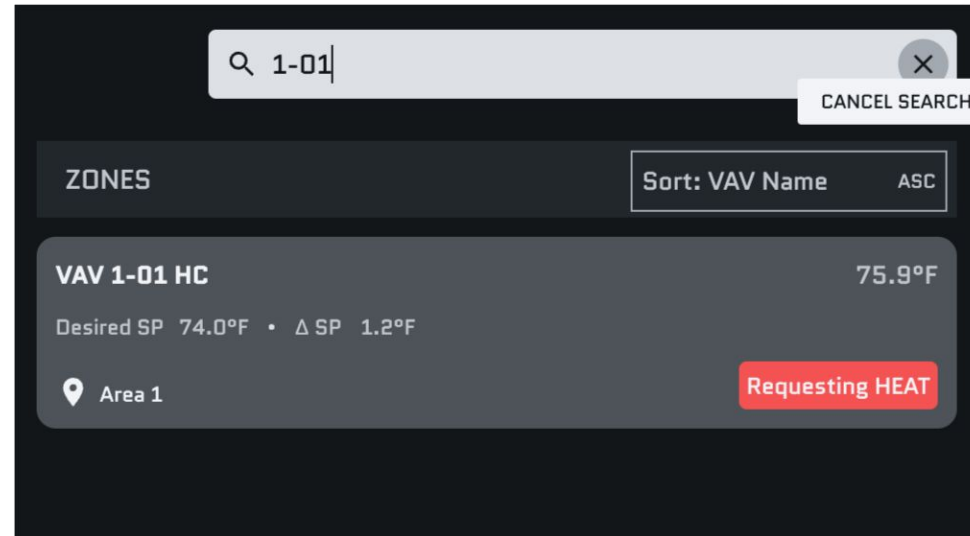 1-01
CANCEL SEARCH
ZONES
Sort: VAV Name ASC
VAV 1-01 HC 75.9°F
Desired SP 74.0°F • Δ SP 1.2°F
Area 1
Requesting HEAT